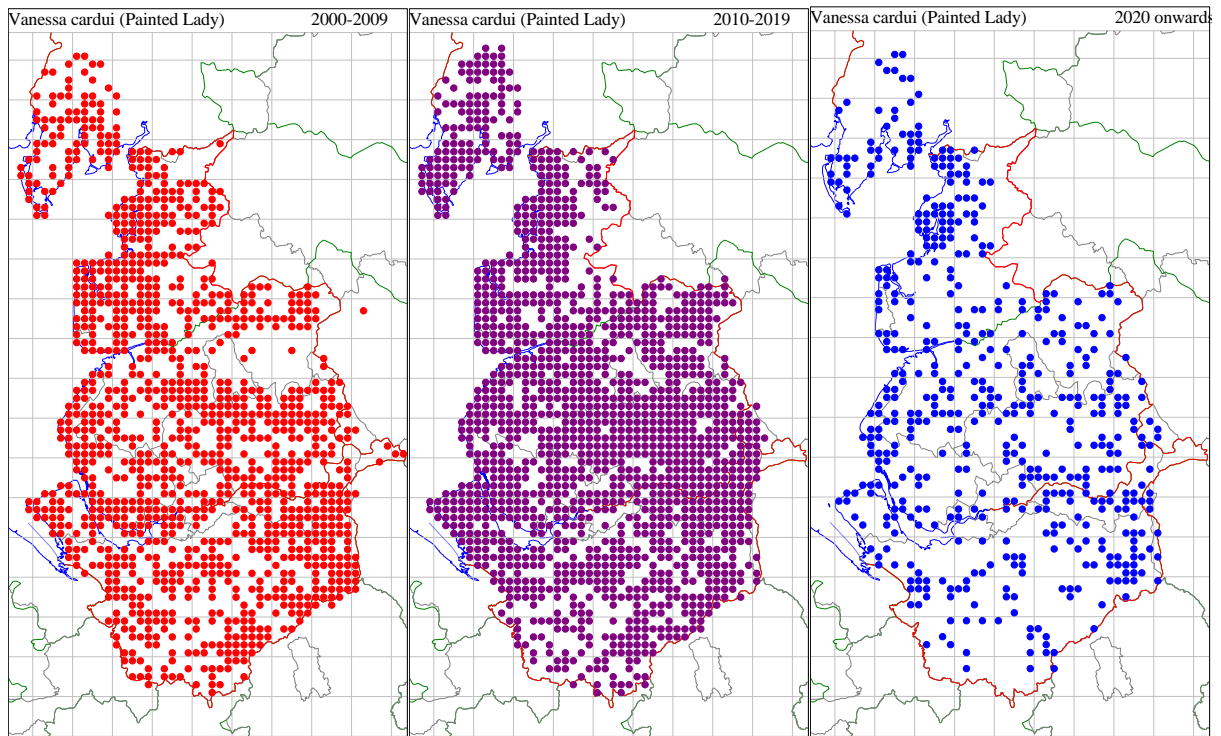 Vanessa cardui (Painted Lady) 2000-2009
Vanessa cardui (Painted Lady) 2010-2019
Vanessa cardui (Painted Lady) 2020 onwards